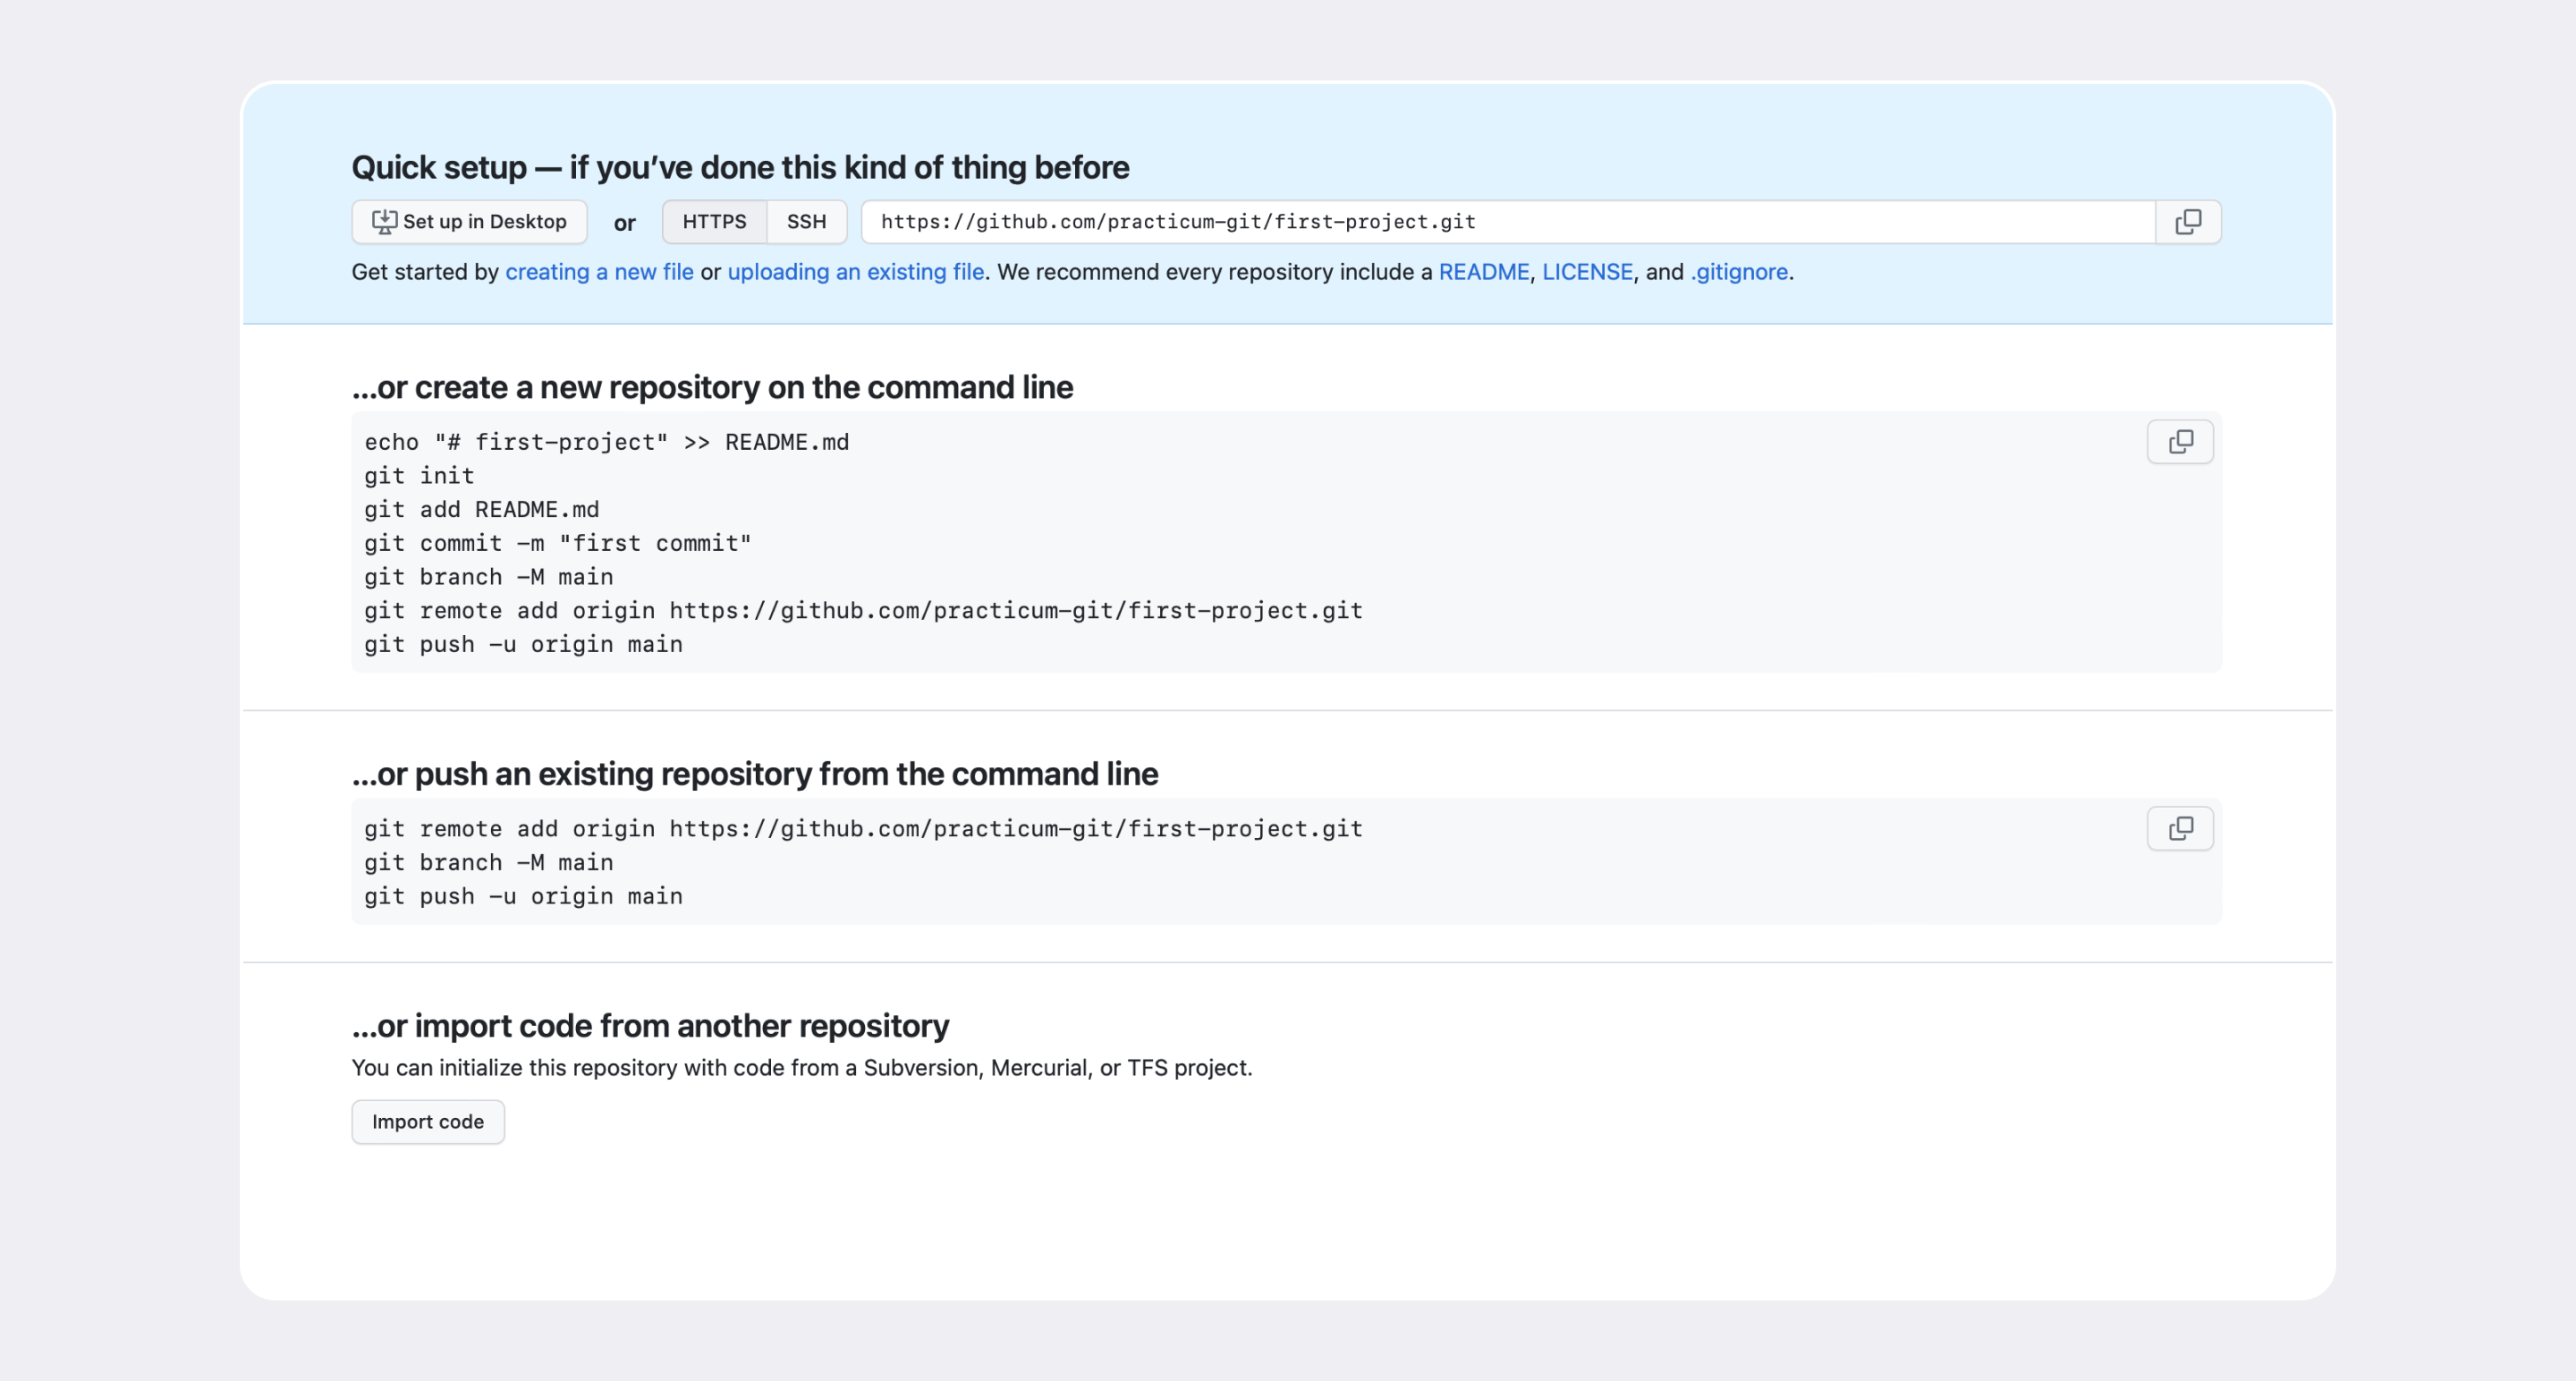 Quick setup — if you’ve done this kind of thing before
Set up in Desktop or HTTPS SSH https://github.com/practicum-git/first-project.git
Get started by creating a new file or uploading an existing file. We recommend every repository include a README, LICENSE, and .gitignore.
...or create a new repository on the command line
echo "# first-project" >> README.md
git init
git add README.md
git commit -m "first commit"
git branch -M main
git remote add origin https://github.com/practicum-git/first-project.git
git push -u origin main
...or push an existing repository from the command line
git remote add origin https://github.com/practicum-git/first-project.git
git branch -M main
git push -u origin main
...or import code from another repository
You can initialize this repository with code from a Subversion, Mercurial, or TFS project.
Import code